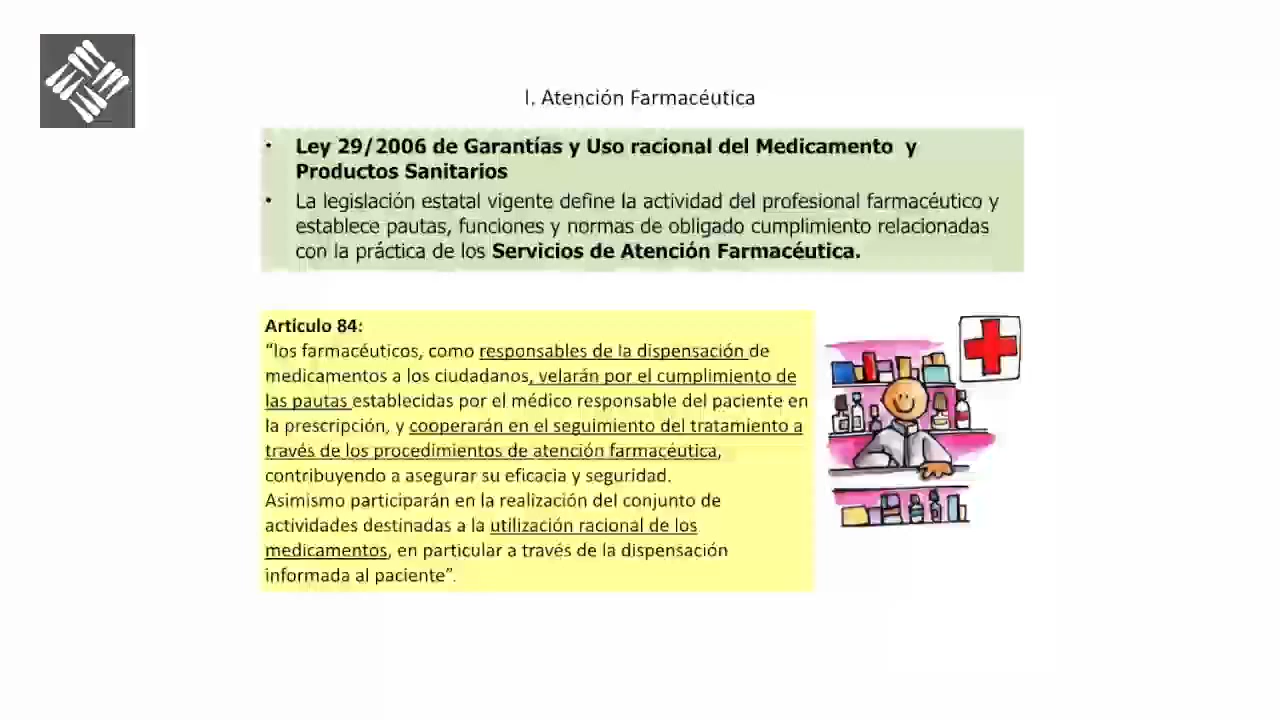 I. Atención Farmacéutica
• Ley 29/2006 de Garantías y Uso racional del Medicamento y
Productos Sanitarios
• La legislación estatal vigente define la actividad del profesional farmacéutico y
establece pautas, funciones y normas de obligado cumplimiento relacionadas
con la práctica de los Servicios de Atención Farmacéutica.
Artículo 84:
“los farmacéuticos, como responsables de la dispensación de
medicamentos a los ciudadanos, velarán por el cumplimiento de
las pautas establecidas por el médico responsable del paciente en
la prescripción, y cooperarán en el seguimiento del tratamiento a
través de los procedimientos de atención farmacéutica,
contribuyendo a asegurar su eficacia y seguridad.
Asimismo participarán en la realización del conjunto de
actividades destinadas a la utilización racional de los
medicamentos, en particular a través de la dispensación
informada al paciente”.